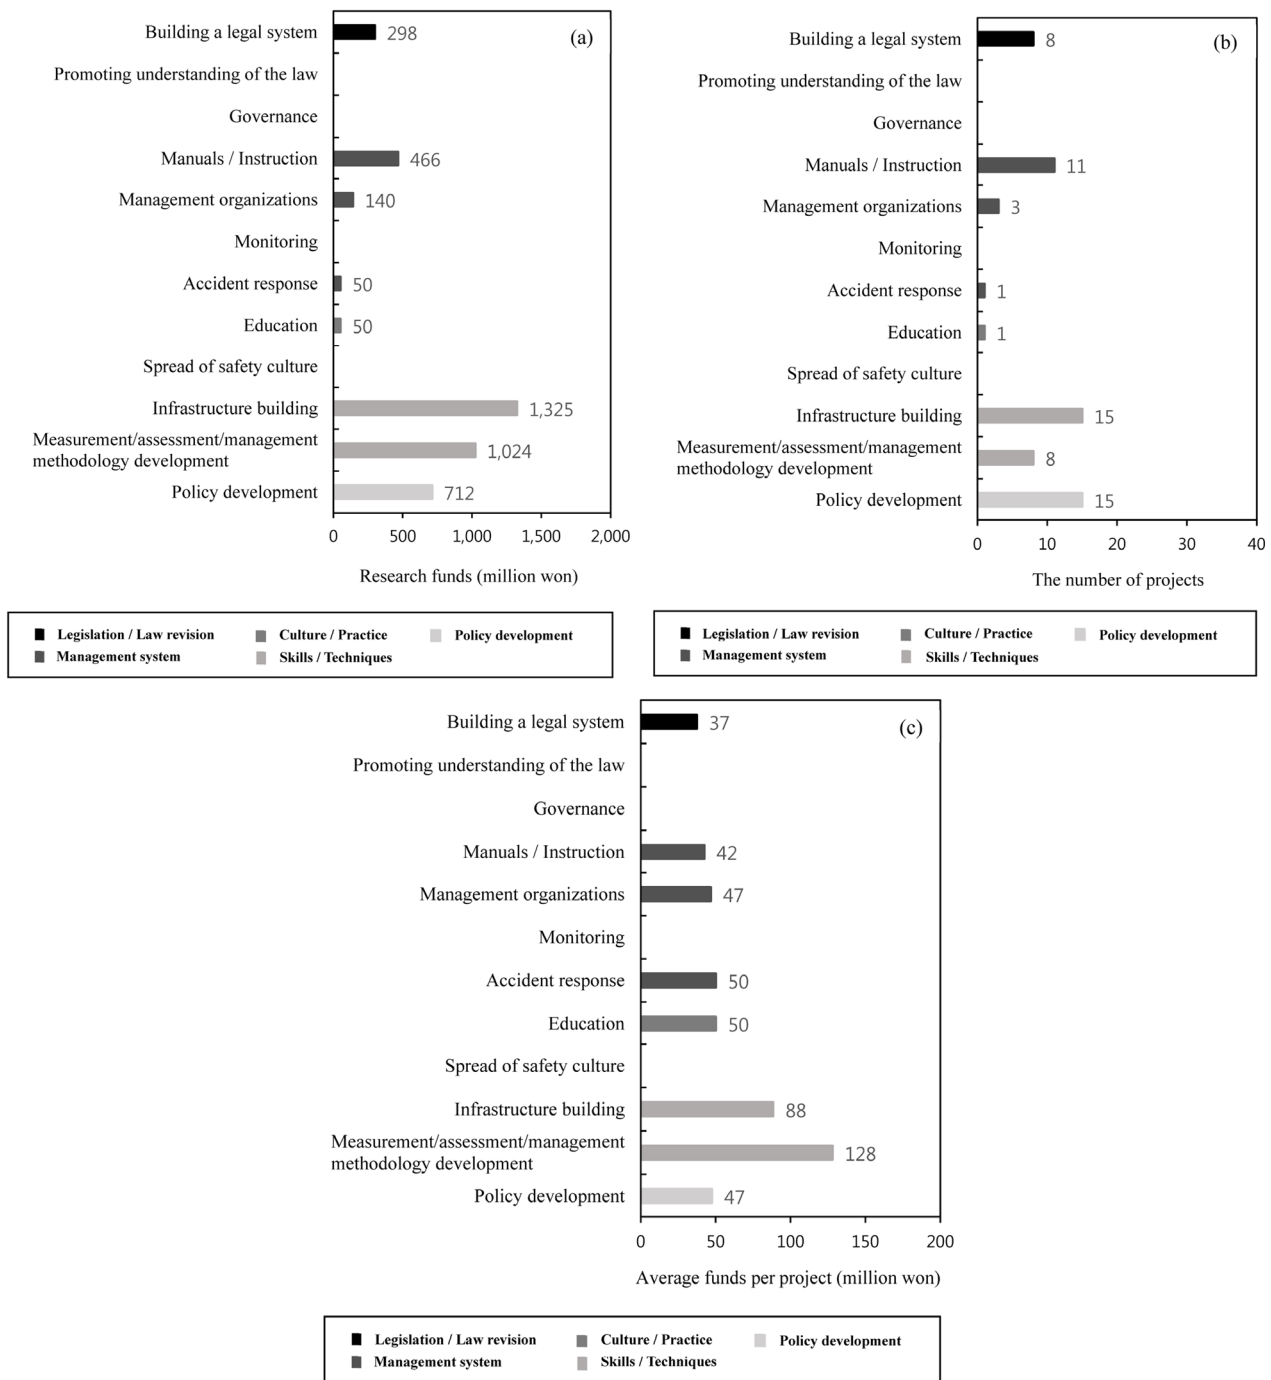 (a)
Building a legal system 298
Promoting understanding of the law
Governance
Manuals / Instruction 466
Management organizations 140
Monitoring
Accident response 50
Education 50
Spread of safety culture
Infrastructure building 1,325
Measurement/assessment/management
methodology development 1,024
Policy development 712
0 500 1,000 1,500 2,000
Research funds (million won)
Legislation / Law revision Culture / Practice Policy development
Management system Skills / Techniques
(b)
Building a legal system 8
Promoting understanding of the law
Governance
Manuals / Instruction 11
Management organizations 3
Monitoring
Accident response 1
Education 1
Spread of safety culture
Infrastructure building 15
Measurement/assessment/management
methodology development 8
Policy development 15
0 10 20 30 40
The number of projects
Legislation / Law revision Culture / Practice Policy development
Management system Skills / Techniques
(c)
Building a legal system 37
Promoting understanding of the law
Governance
Manuals / Instruction 42
Management organizations 47
Monitoring
Accident response 50
Education 50
Spread of safety culture
Infrastructure building 88
Measurement/assessment/management
methodology development 128
Policy development 47
0 50 100 150 200
Average funds per project (million won)
Legislation / Law revision Culture / Practice Policy development
Management system Skills / Techniques